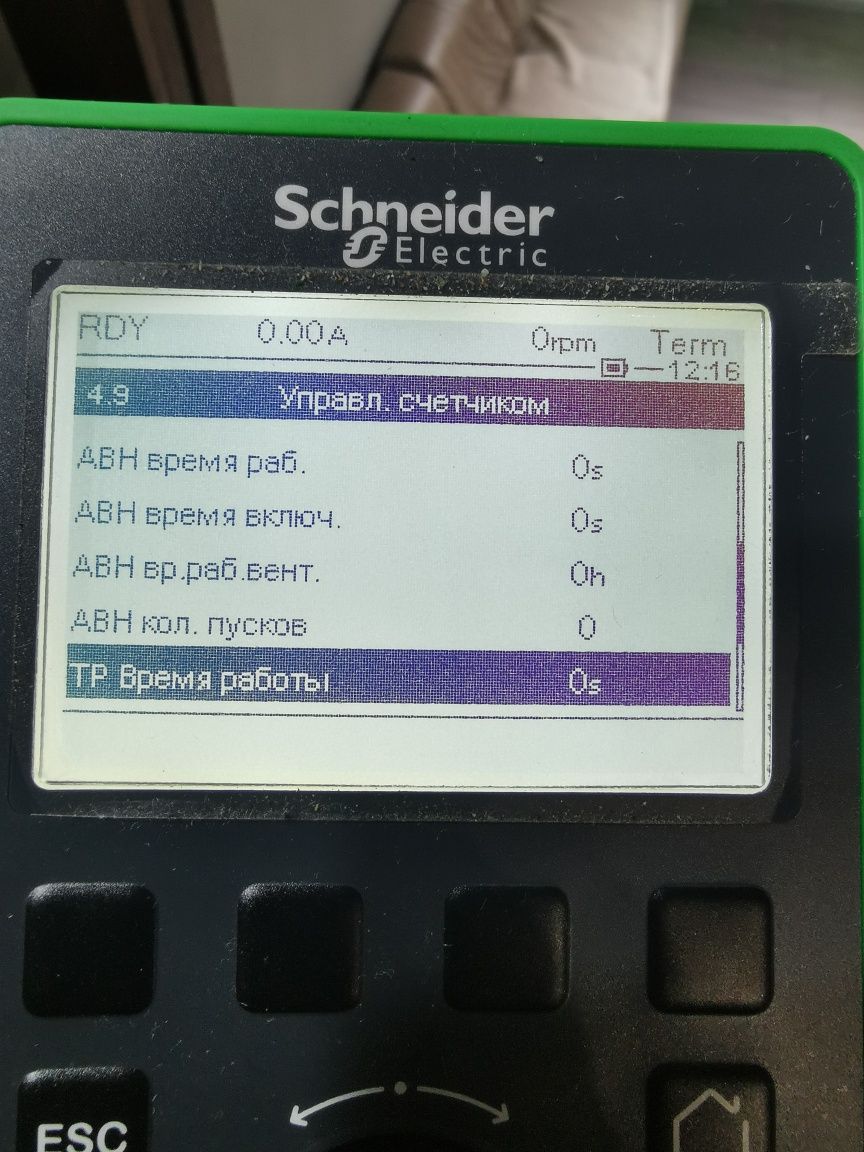 Schneider
Electric
RDY 0.00A 0rpm Term
12:16
4.9 Управл. счетчиком
АВН время раб. 0s
АВН время включ. 0s
АВН вр.раб.вент. 0h
АВН кол. пусков 0
ТР Время работы 0s
ESC